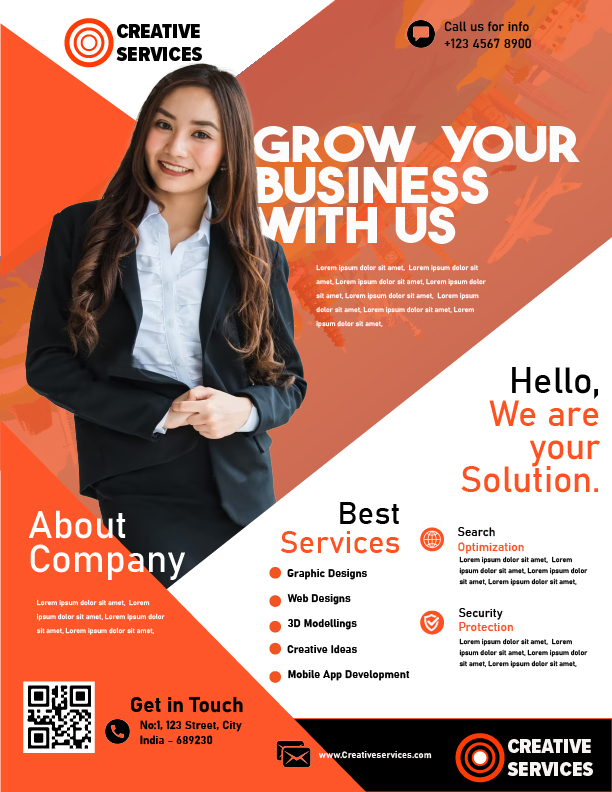 CREATIVE
SERVICES
Call us for info
+123 4567 8900
GROW YOUR
BUSINESS
WITH US
Lorem ipsum dolor sit amet, Lorem ipsum dolor sit
amet, Lorem ipsum dolor sit amet, Lorem ipsum dolor
sit amet, Lorem ipsum dolor sit amet, Lorem ipsum
dolor sit amet, Lorem ipsum dolor sit amet, Lorem
ipsum dolor sit amet,
Hello,
We are
your
Solution.
About
Company
Lorem ipsum dolor sit amet, Lorem
ipsum dolor sit amet, Lorem ipsum dolor
sit amet, Lorem ipsum dolor sit amet,
Best
Services
Graphic Designs
Web Designs
3D Modellings
Creative Ideas
Mobile App Development
Search
Optimization
Lorem ipsum dolor sit amet, Lorem
ipsum dolor sit amet, Lorem ipsum dolor
sit amet, Lorem ipsum dolor sit amet,
Security
Protection
Lorem ipsum dolor sit amet, Lorem
ipsum dolor sit amet, Lorem ipsum dolor
sit amet, Lorem ipsum dolor sit amet,
Get in Touch
No:1, 123 Street, City
India - 689230
www.Creativeservices.com
CREATIVE
SERVICES